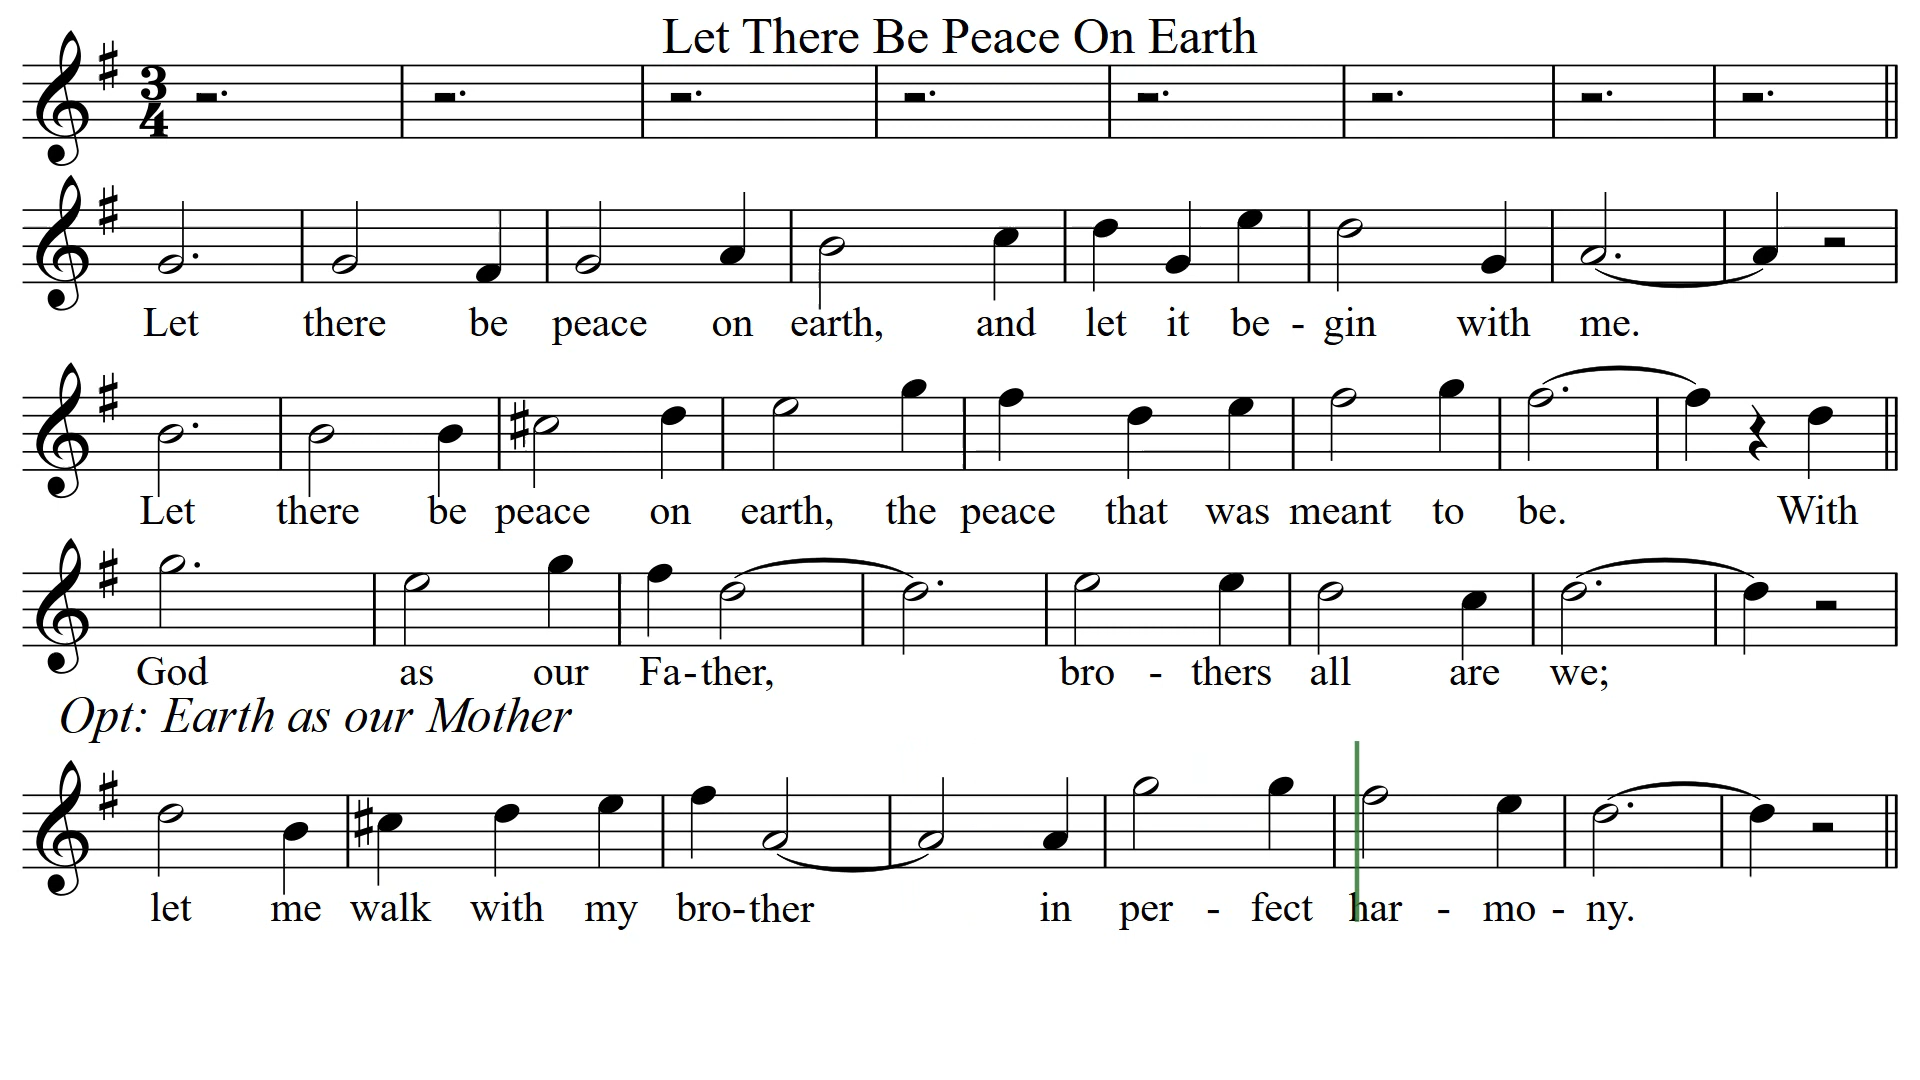 Let There Be Peace On Earth
3
4
Let there be peace on earth, and let it be - gin with me.
Let there be peace on earth, the peace that was meant to be. With
God as our Fa-ther, bro - thers all are we;
Opt: Earth as our Mother
let me walk with my bro-ther in per - fect har - mo - ny.